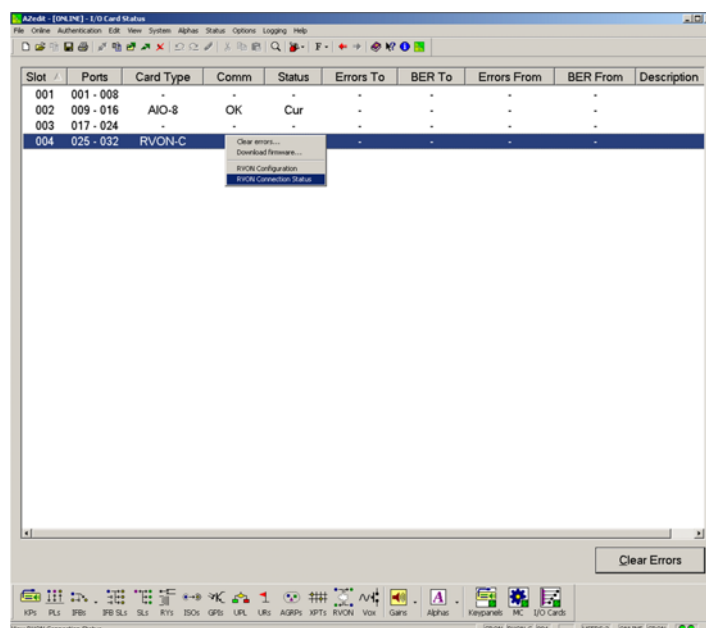 AZedit - [ONLINE] - I/O Card Status
File Online Authentication Edit View System Alphas Status Options Logging Help
Slot Ports Card Type Comm Status Errors To BER To Errors From BER From Description
001 001 - 008 - - - - - - -
002 009 - 016 AIO-8 OK Cur - - - -
003 017 - 024 - - - - - - -
004 025 - 032 RVON-C - - - -
Clear errors...
Download firmware...
RVON Configuration
RVON Connection Status
Clear Errors
KPs PLs IFBs IFB SLs SLs RYs ISOs GPIs UPL URs AGRPs XPTs RVON Vox Gains Alphas Keypanels MC I/O Cards